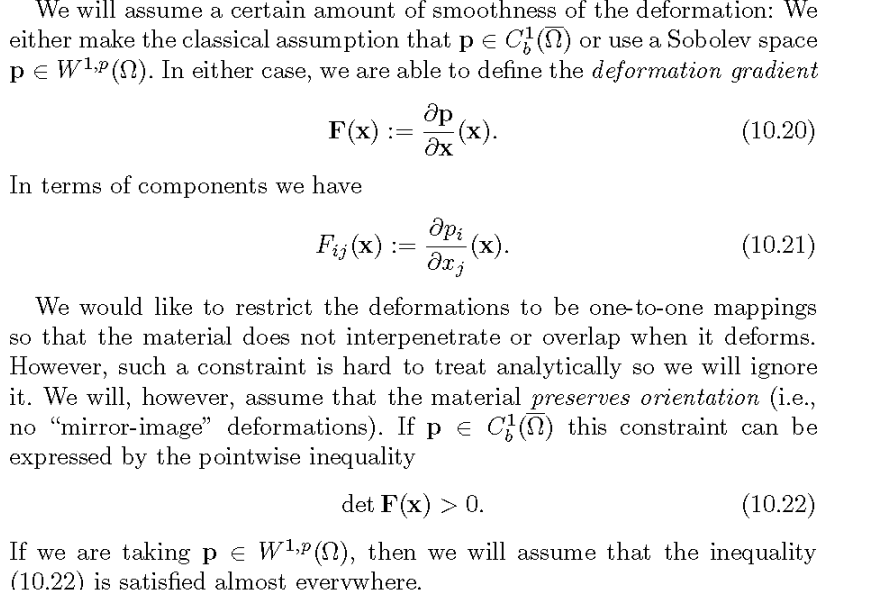 We will assume a certain amount of smoothness of the deformation: We
either make the classical assumption that p ∈ C_b^1(Ω̅) or use a Sobolev space
p ∈ W^{1,p}(Ω). In either case, we are able to define the deformation gradient
F(x) := ∂p/∂x (x). (10.20)
In terms of components we have
F_{ij}(x) := ∂p_i/∂x_j (x). (10.21)
We would like to restrict the deformations to be one-to-one mappings
so that the material does not interpenetrate or overlap when it deforms.
However, such a constraint is hard to treat analytically so we will ignore
it. We will, however, assume that the material preserves orientation (i.e.,
no “mirror-image” deformations). If p ∈ C_b^1(Ω̅) this constraint can be
expressed by the pointwise inequality
det F(x) > 0. (10.22)
If we are taking p ∈ W^{1,p}(Ω), then we will assume that the inequality
(10.22) is satisfied almost everywhere.